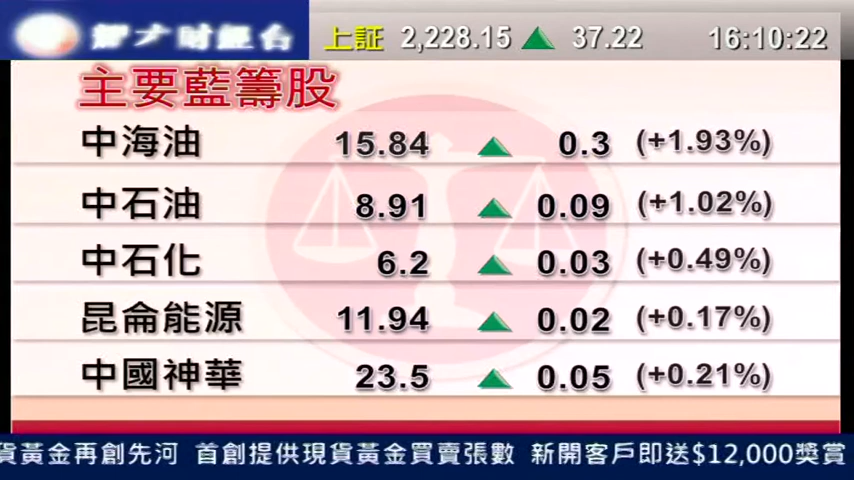 智才財經台 上証 2,228.15 ▲ 37.22 16:10:22
主要藍籌股
中海油 15.84 ▲ 0.3 (+1.93%)
中石油 8.91 ▲ 0.09 (+1.02%)
中石化 6.2 ▲ 0.03 (+0.49%)
昆侖能源 11.94 ▲ 0.02 (+0.17%)
中國神華 23.5 ▲ 0.05 (+0.21%)
貨黃金再創先河 首創提供現貨黃金買賣張數 新開客戶即送$12,000獎賞